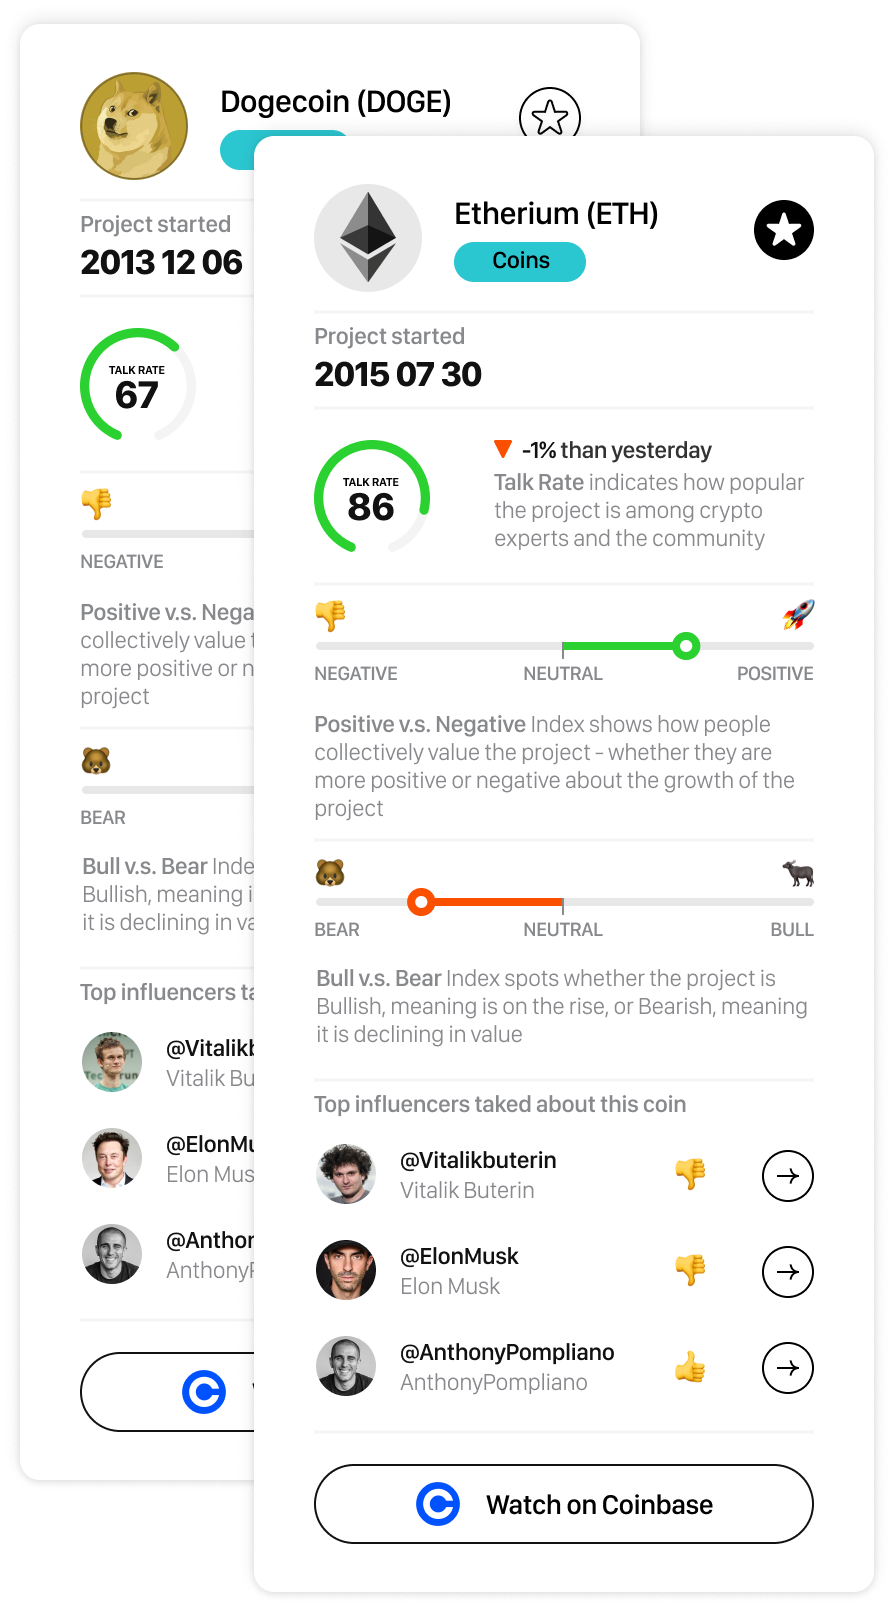 Dogecoin (DOGE)
Project started
2013 12 06
TALK RATE
67
NEGATIVE
Positive v.s. Nega
collectively value
more positive or n
project
BEAR
Bull v.s. Bear Inde
Bullish, meaning i
it is declining in va
Top influencers ta
@Vitalikb
Vitalik Bu
@ElonMu
Elon Mus
@Anthor
Anthony
Etherium (ETH)
Coins
Project started
2015 07 30
TALK RATE
86
-1% than yesterday
Talk Rate indicates how popular
the project is among crypto
experts and the community
NEGATIVE NEUTRAL POSITIVE
Positive v.s. Negative Index shows how people
collectively value the project - whether they are
more positive or negative about the growth of the
project
BEAR NEUTRAL BULL
Bull v.s. Bear Index spots whether the project is
Bullish, meaning is on the rise, or Bearish, meaning
it is declining in value
Top influencers taked about this coin
@Vitalikbuterin
Vitalik Buterin
@ElonMusk
Elon Musk
@AnthonyPompliano
AnthonyPompliano
Watch on Coinbase